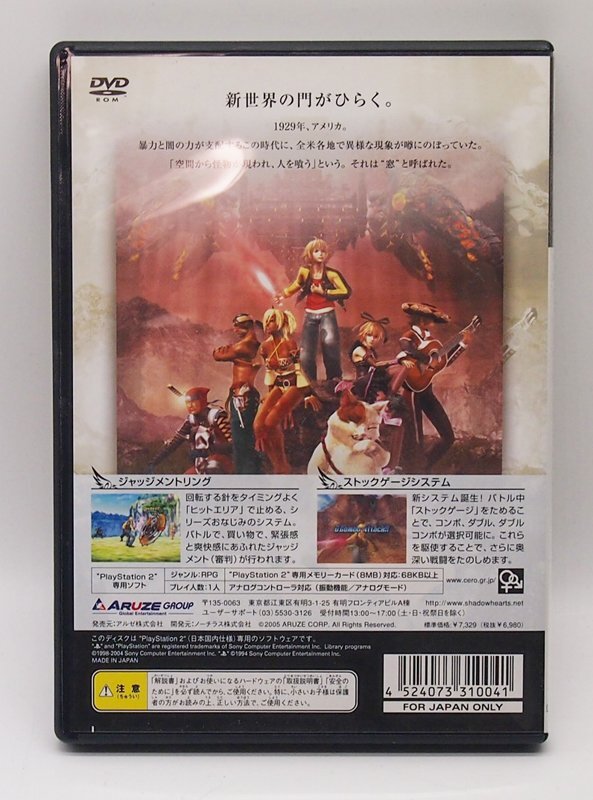 DVD
ROM
新世界の門がひらく。
1929年、アメリカ。
暴力と闇の力が支配するこの時代に、全米各地で異様な現象が噂にのぼっていた。
「空間から怪物が現われ、人を喰う」という。それは“窓”と呼ばれた。
ジャッジメントリング
回転する針をタイミングよく
「ヒットエリア」で止める、シ
リーズおなじみのシステム。
バトルで、買い物で、緊張感
と爽快感にあふれたジャッジ
メント(審判)が行われます。
ストックゲージシステム
新システム誕生!バトル中
「ストックゲージ」をためるこ
とで、コンボ、ダブル、ダブル
コンボが選択可能に。これら
を駆使することで、さらに奥
深い戦闘をたのしめます。
"PlayStation 2"
専用ソフト
ジャンル:RPG
"PlayStation 2"専用メモリーカード(8MB)対応:68KB以上
プレイ人数:1人
アナログコントローラ対応(振動機能/アナログモード)
www.cero.gr.jp
ARUZE GROUP
Global Entertainment
〒135-0063 東京都江東区有明3-1-25 有明フロンティアビルA棟
ユーザーサポート(03)5530-3126 受付時間13:00〜17:00(土・日・祝祭日を除く)
http://www.shadowhearts.net
発売元:アルゼ株式会社 開発元:ノーチラス株式会社 ©2005 ARUZE CORP. All Rights Reserved.
標準価格:¥7,329(税抜¥6,980)
このディスクは"PlayStation 2"(日本国内仕様)専用のソフトウェアです。
and "PlayStation" are registered trademarks of Sony Computer Entertainment Inc. Library programs
©1998-2004 Sony Computer Entertainment Inc. ©1994 Sony Computer Entertainment Inc.
MADE IN JAPAN
注意
(ちゅうい)
「解説書」およびお使いになるハードウェアの「取扱説明書」「安全の
ために」を必ず読んでから、ご使用ください。特に、小さいお子様は保護
者の方がお読みの上、正しい方法で、ご使用ください。
4 524073 310041
FOR JAPAN ONLY